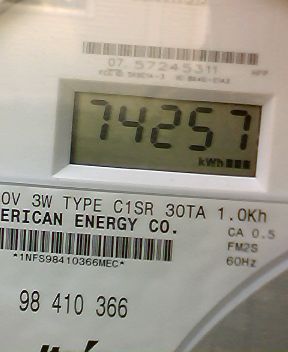 07 57245311
74257
kWh
0V 3W TYPE C1SR 30TA 1.0Kh
ERICAN ENERGY CO.
CA 0.5
FM2S
60Hz
*1NFS98410366MEC*
98 410 366